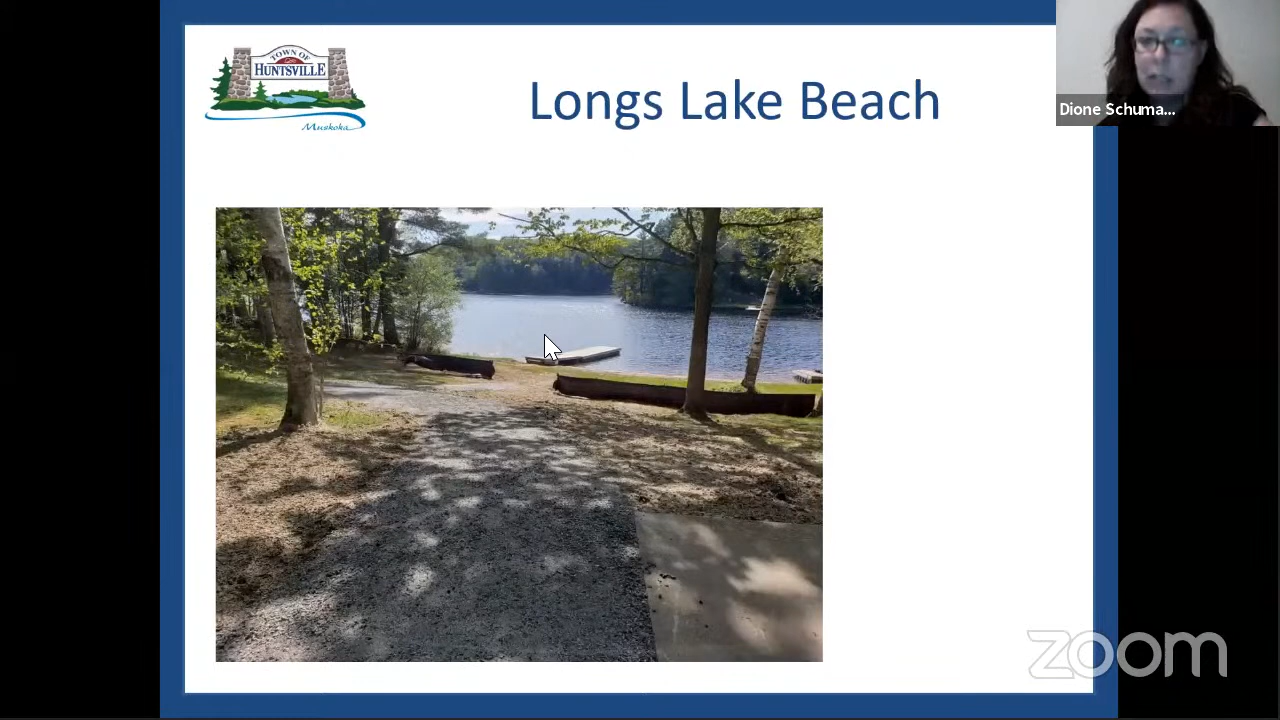 TOWN OF
HUNTSVILLE
Muskoka
Longs Lake Beach
Dione Schuma...
zoom